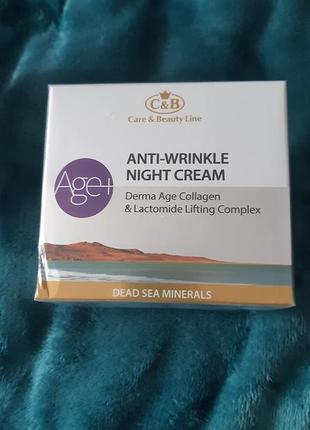 C&B
Care & Beauty Line
Age+
ANTI-WRINKLE
NIGHT CREAM
Derma Age Collagen
& Lactomide Lifting Complex
DEAD SEA MINERALS